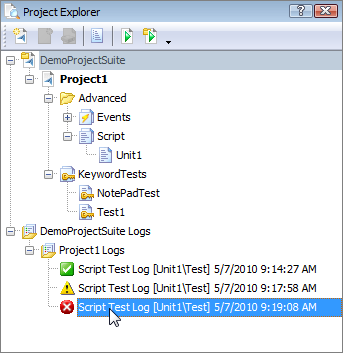 Project Explorer
DemoProjectSuite
Project1
Advanced
Events
Script
Unit1
KeywordTests
NotePadTest
Test1
DemoProjectSuite Logs
Project1 Logs
Script Test Log [Unit1\Test] 5/7/2010 9:14:27 AM
Script Test Log [Unit1\Test] 5/7/2010 9:17:58 AM
Script Test Log [Unit1\Test] 5/7/2010 9:19:08 AM